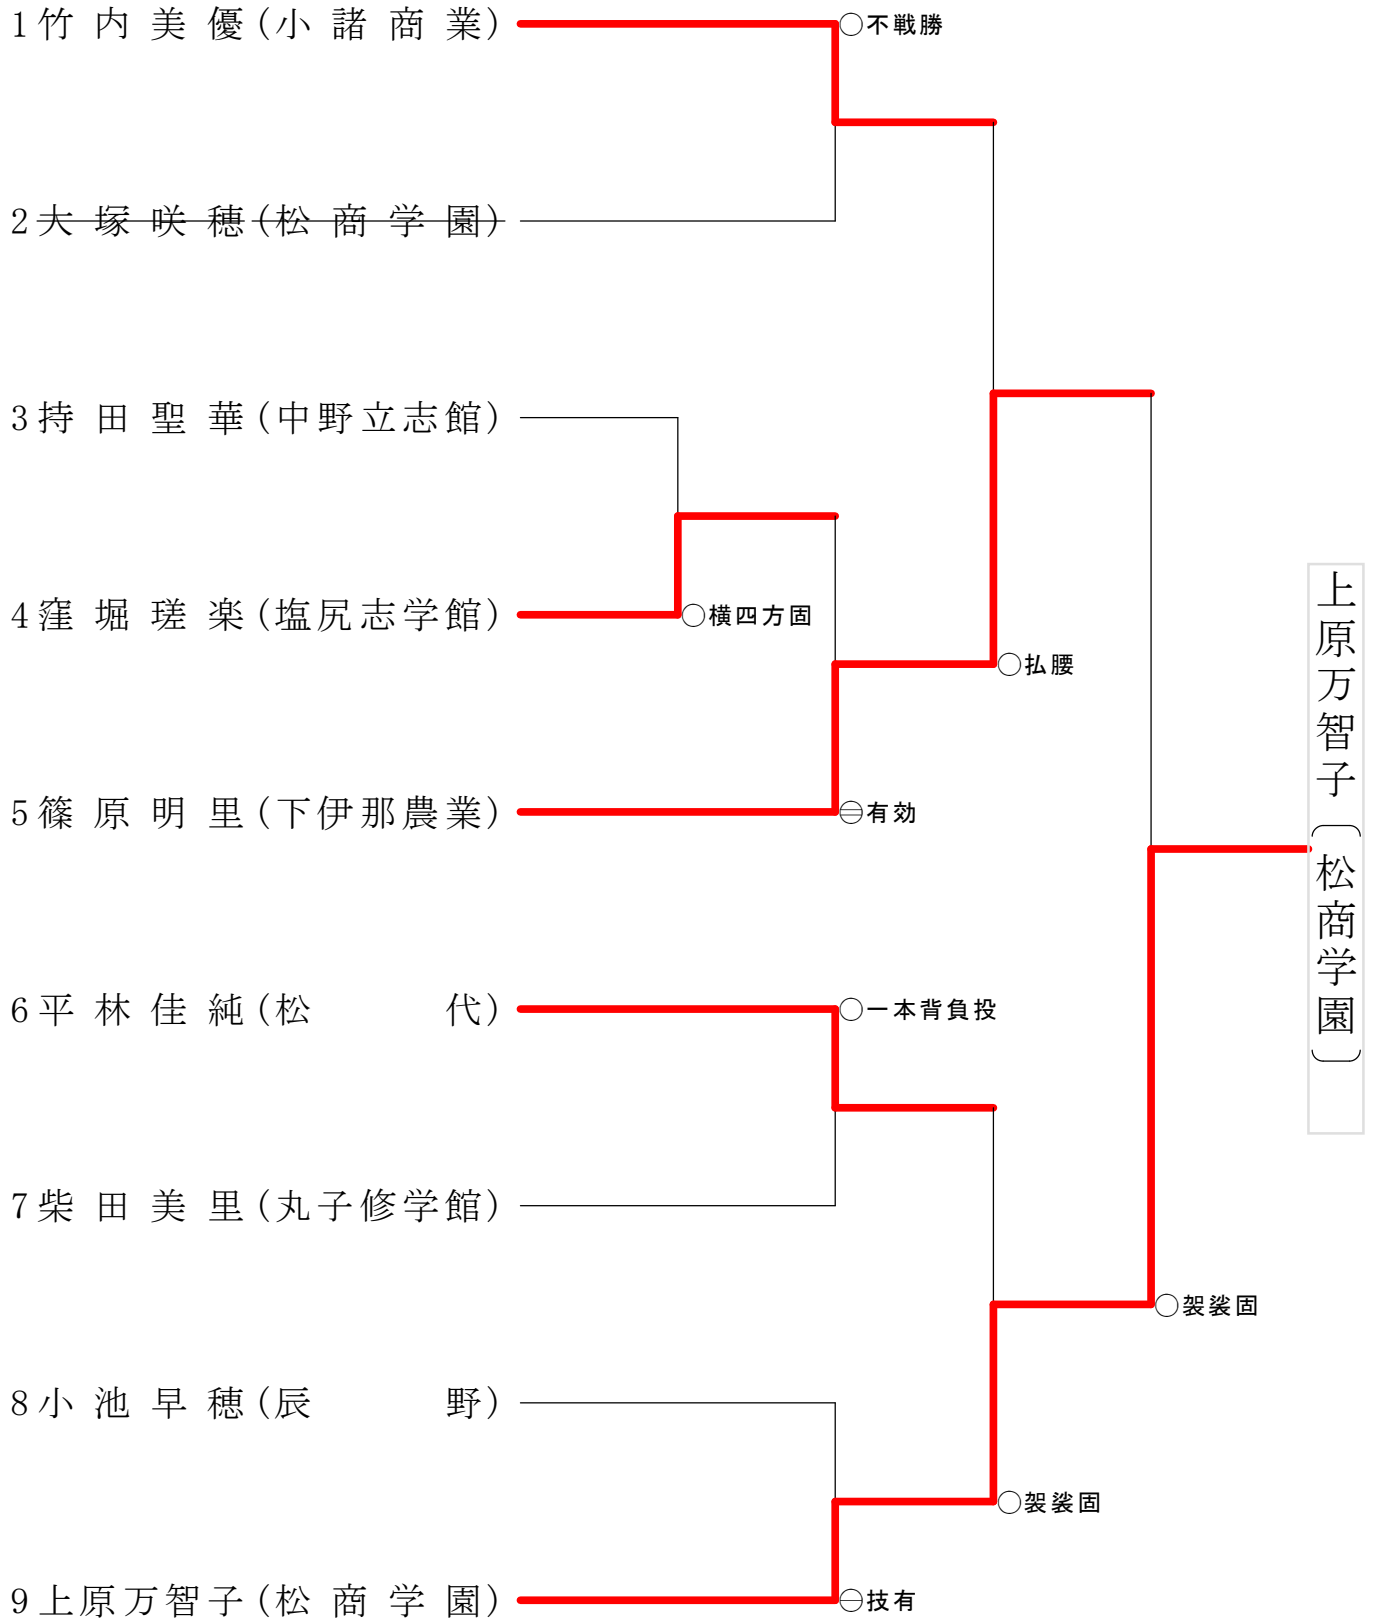 1竹内美優(小諸商業)
○不戦勝
2大塚咲穂(松商学園)
3持田聖華(中野立志館)
4窪堀瑳楽(塩尻志学館)
○横四方固
○払腰
5篠原明里(下伊那農業)
有効
上原万智子(松商学園)
6平林佳純(松代)
○一本背負投
7柴田美里(丸子修学館)
○袈裟固
8小池早穂(辰野)
○袈裟固
9上原万智子(松商学園)
技有